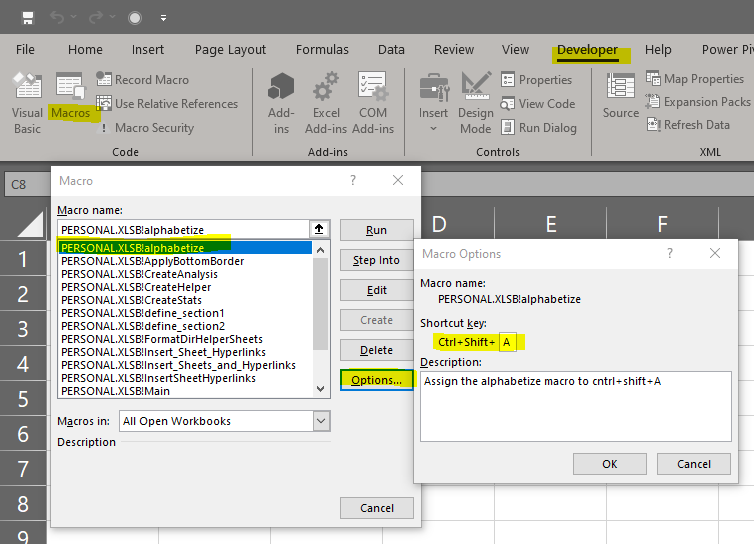 File Home Insert Page Layout Formulas Data Review View Developer Help Power Piv
Visual Basic
Macros
Record Macro
Use Relative References
Macro Security
Code
Add-ins
Excel Add-ins
COM Add-ins
Add-ins
Insert
Design Mode
Properties
View Code
Run Dialog
Controls
Source
Map Properties
Expansion Packs
Refresh Data
XML
C8
D E F
1
2
3
4
5
6
7
8
9
Macro ?
Macro name:
PERSONAL.XLSB!alphabetize
PERSONAL.XLSB!alphabetize
PERSONAL.XLSB!ApplyBottomBorder
PERSONAL.XLSB!CreateAnalysis
PERSONAL.XLSB!CreateHelper
PERSONAL.XLSB!CreateStats
PERSONAL.XLSB!define_section1
PERSONAL.XLSB!define_section2
PERSONAL.XLSB!FormatDirHelperSheets
PERSONAL.XLSB!Insert_Sheet_Hyperlinks
PERSONAL.XLSB!Insert_Sheets_and_Hyperlinks
PERSONAL.XLSB!InsertSheetHyperlinks
PERSONAL.XLSB!Main
Run
Step Into
Edit
Create
Delete
Options...
Macros in: All Open Workbooks
Description
Cancel
Macro Options ?
Macro name:
PERSONAL.XLSB!alphabetize
Shortcut key:
Ctrl+Shift+ A
Description:
Assign the alphabetize macro to cntrl+shift+A
OK Cancel